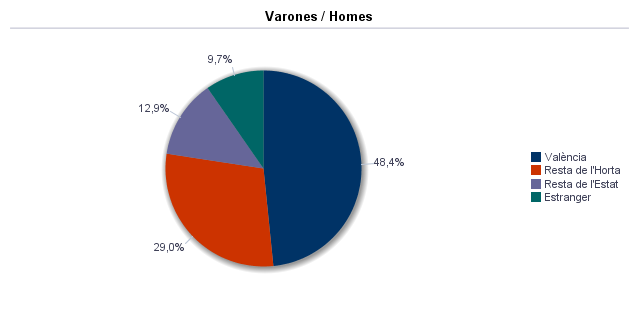 Varones / Homes
9,7%
12,9%
48,4%
29,0%
València
Resta de l'Horta
Resta de l'Estat
Estranger